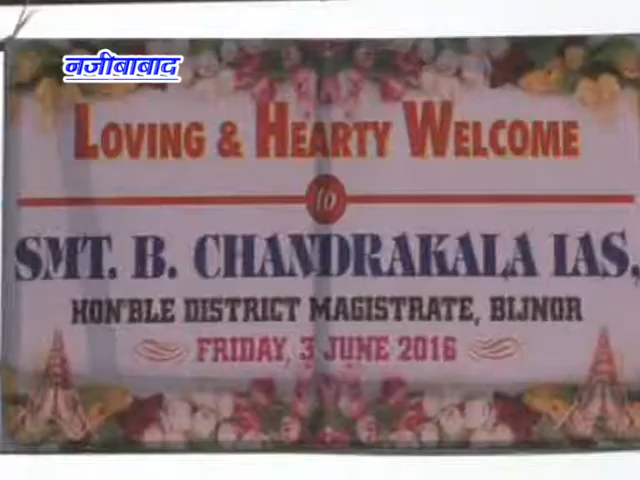 नजीबाबाद
LOVING & HEARTY WELCOME
to
SMT. B. CHANDRAKALA IAS,
HON'BLE DISTRICT MAGISTRATE, BIJNOR
FRIDAY, 3 JUNE 2016